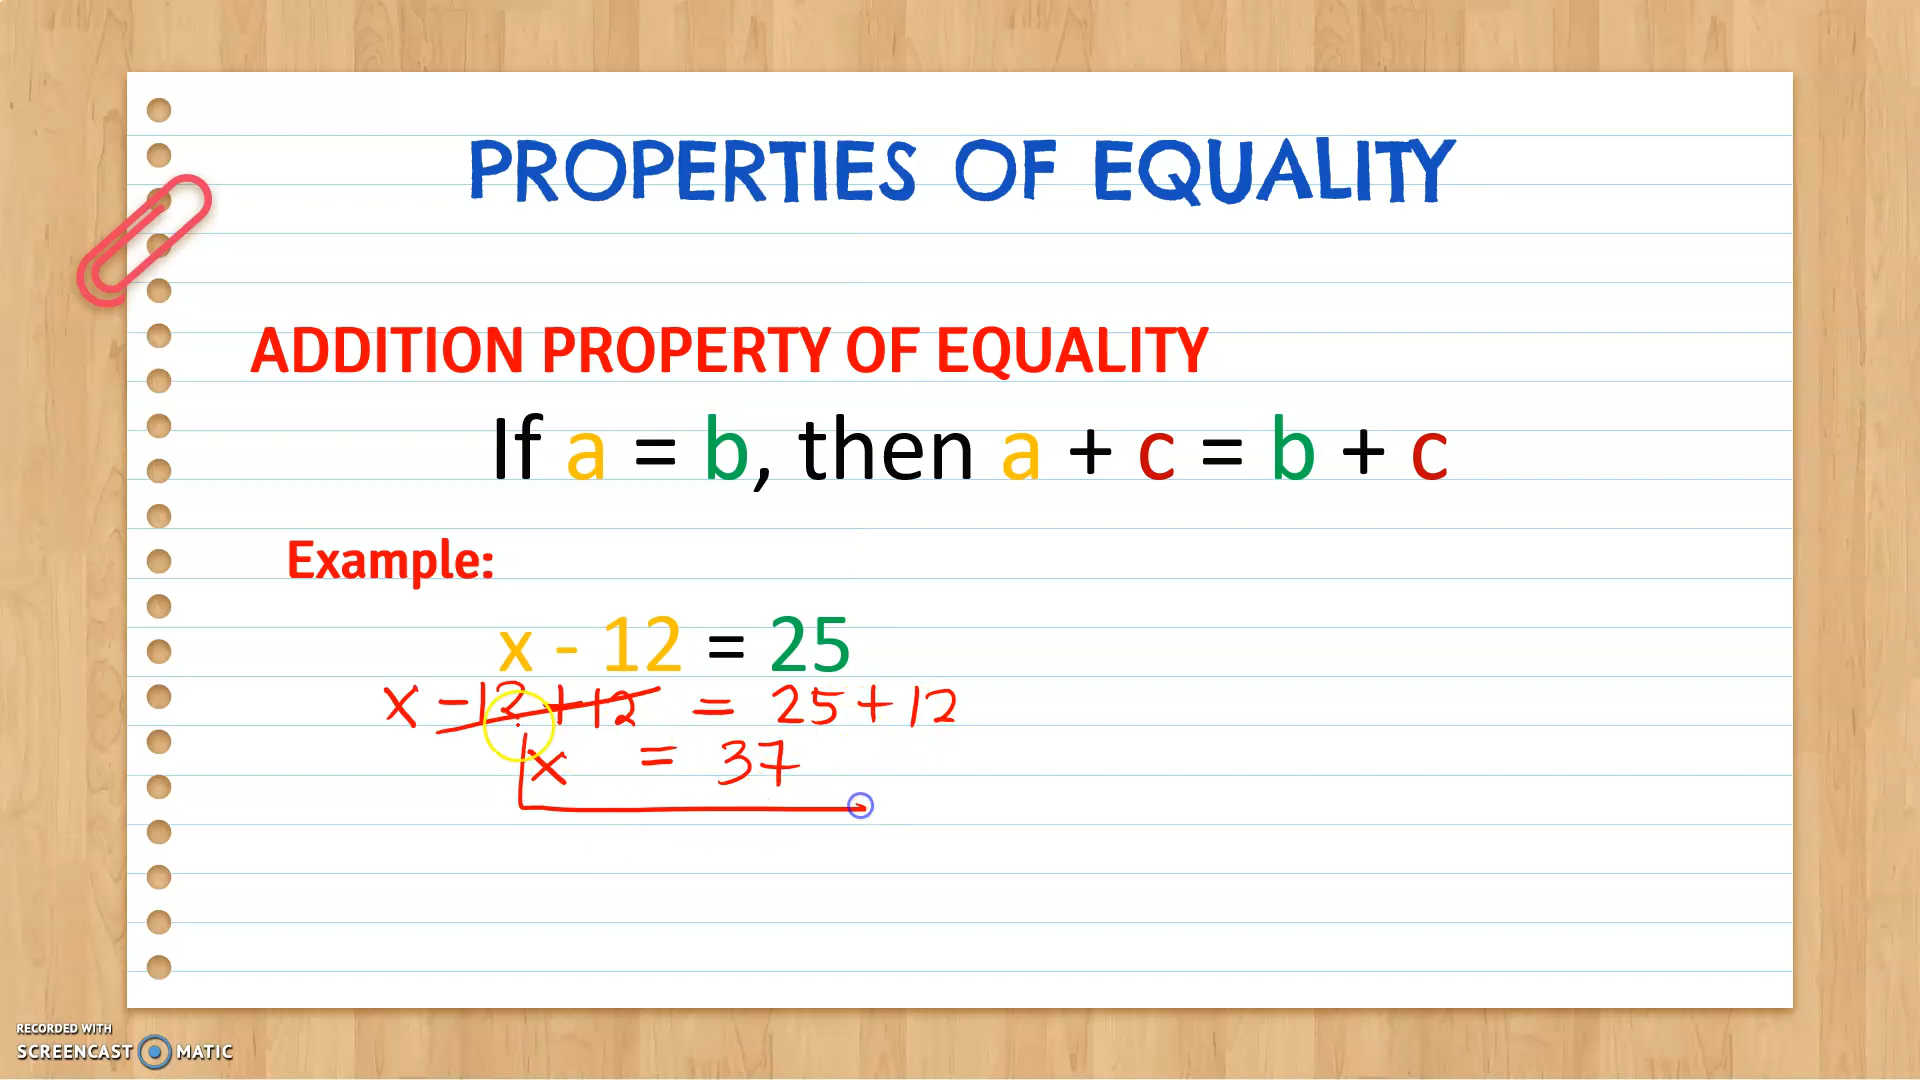 PROPERTIES OF EQUALITY
ADDITION PROPERTY OF EQUALITY
If a = b, then a + c = b + c
Example:
x - 12 = 25
x - 12 + 12 = 25 + 12
x = 37
RECORDED WITH
SCREENCAST MATIC